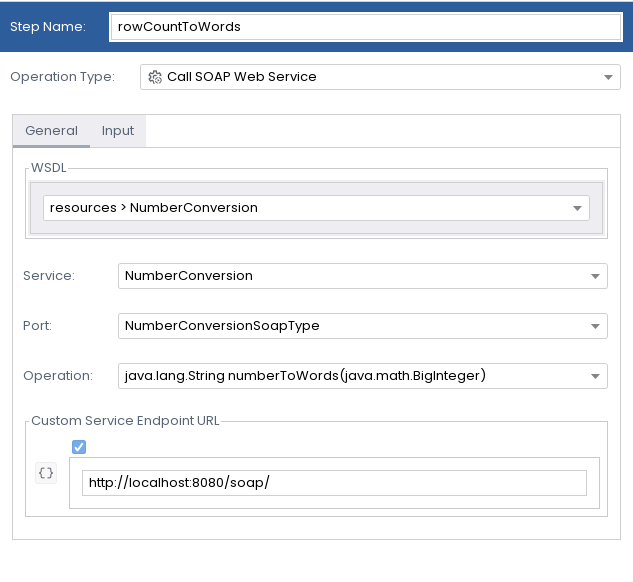 Step Name: rowCountToWords
Operation Type: Call SOAP Web Service
General Input
WSDL
resources > NumberConversion
Service: NumberConversion
Port: NumberConversionSoapType
Operation: java.lang.String numberToWords(java.math.BigInteger)
Custom Service Endpoint URL
{}
http://localhost:8080/soap/